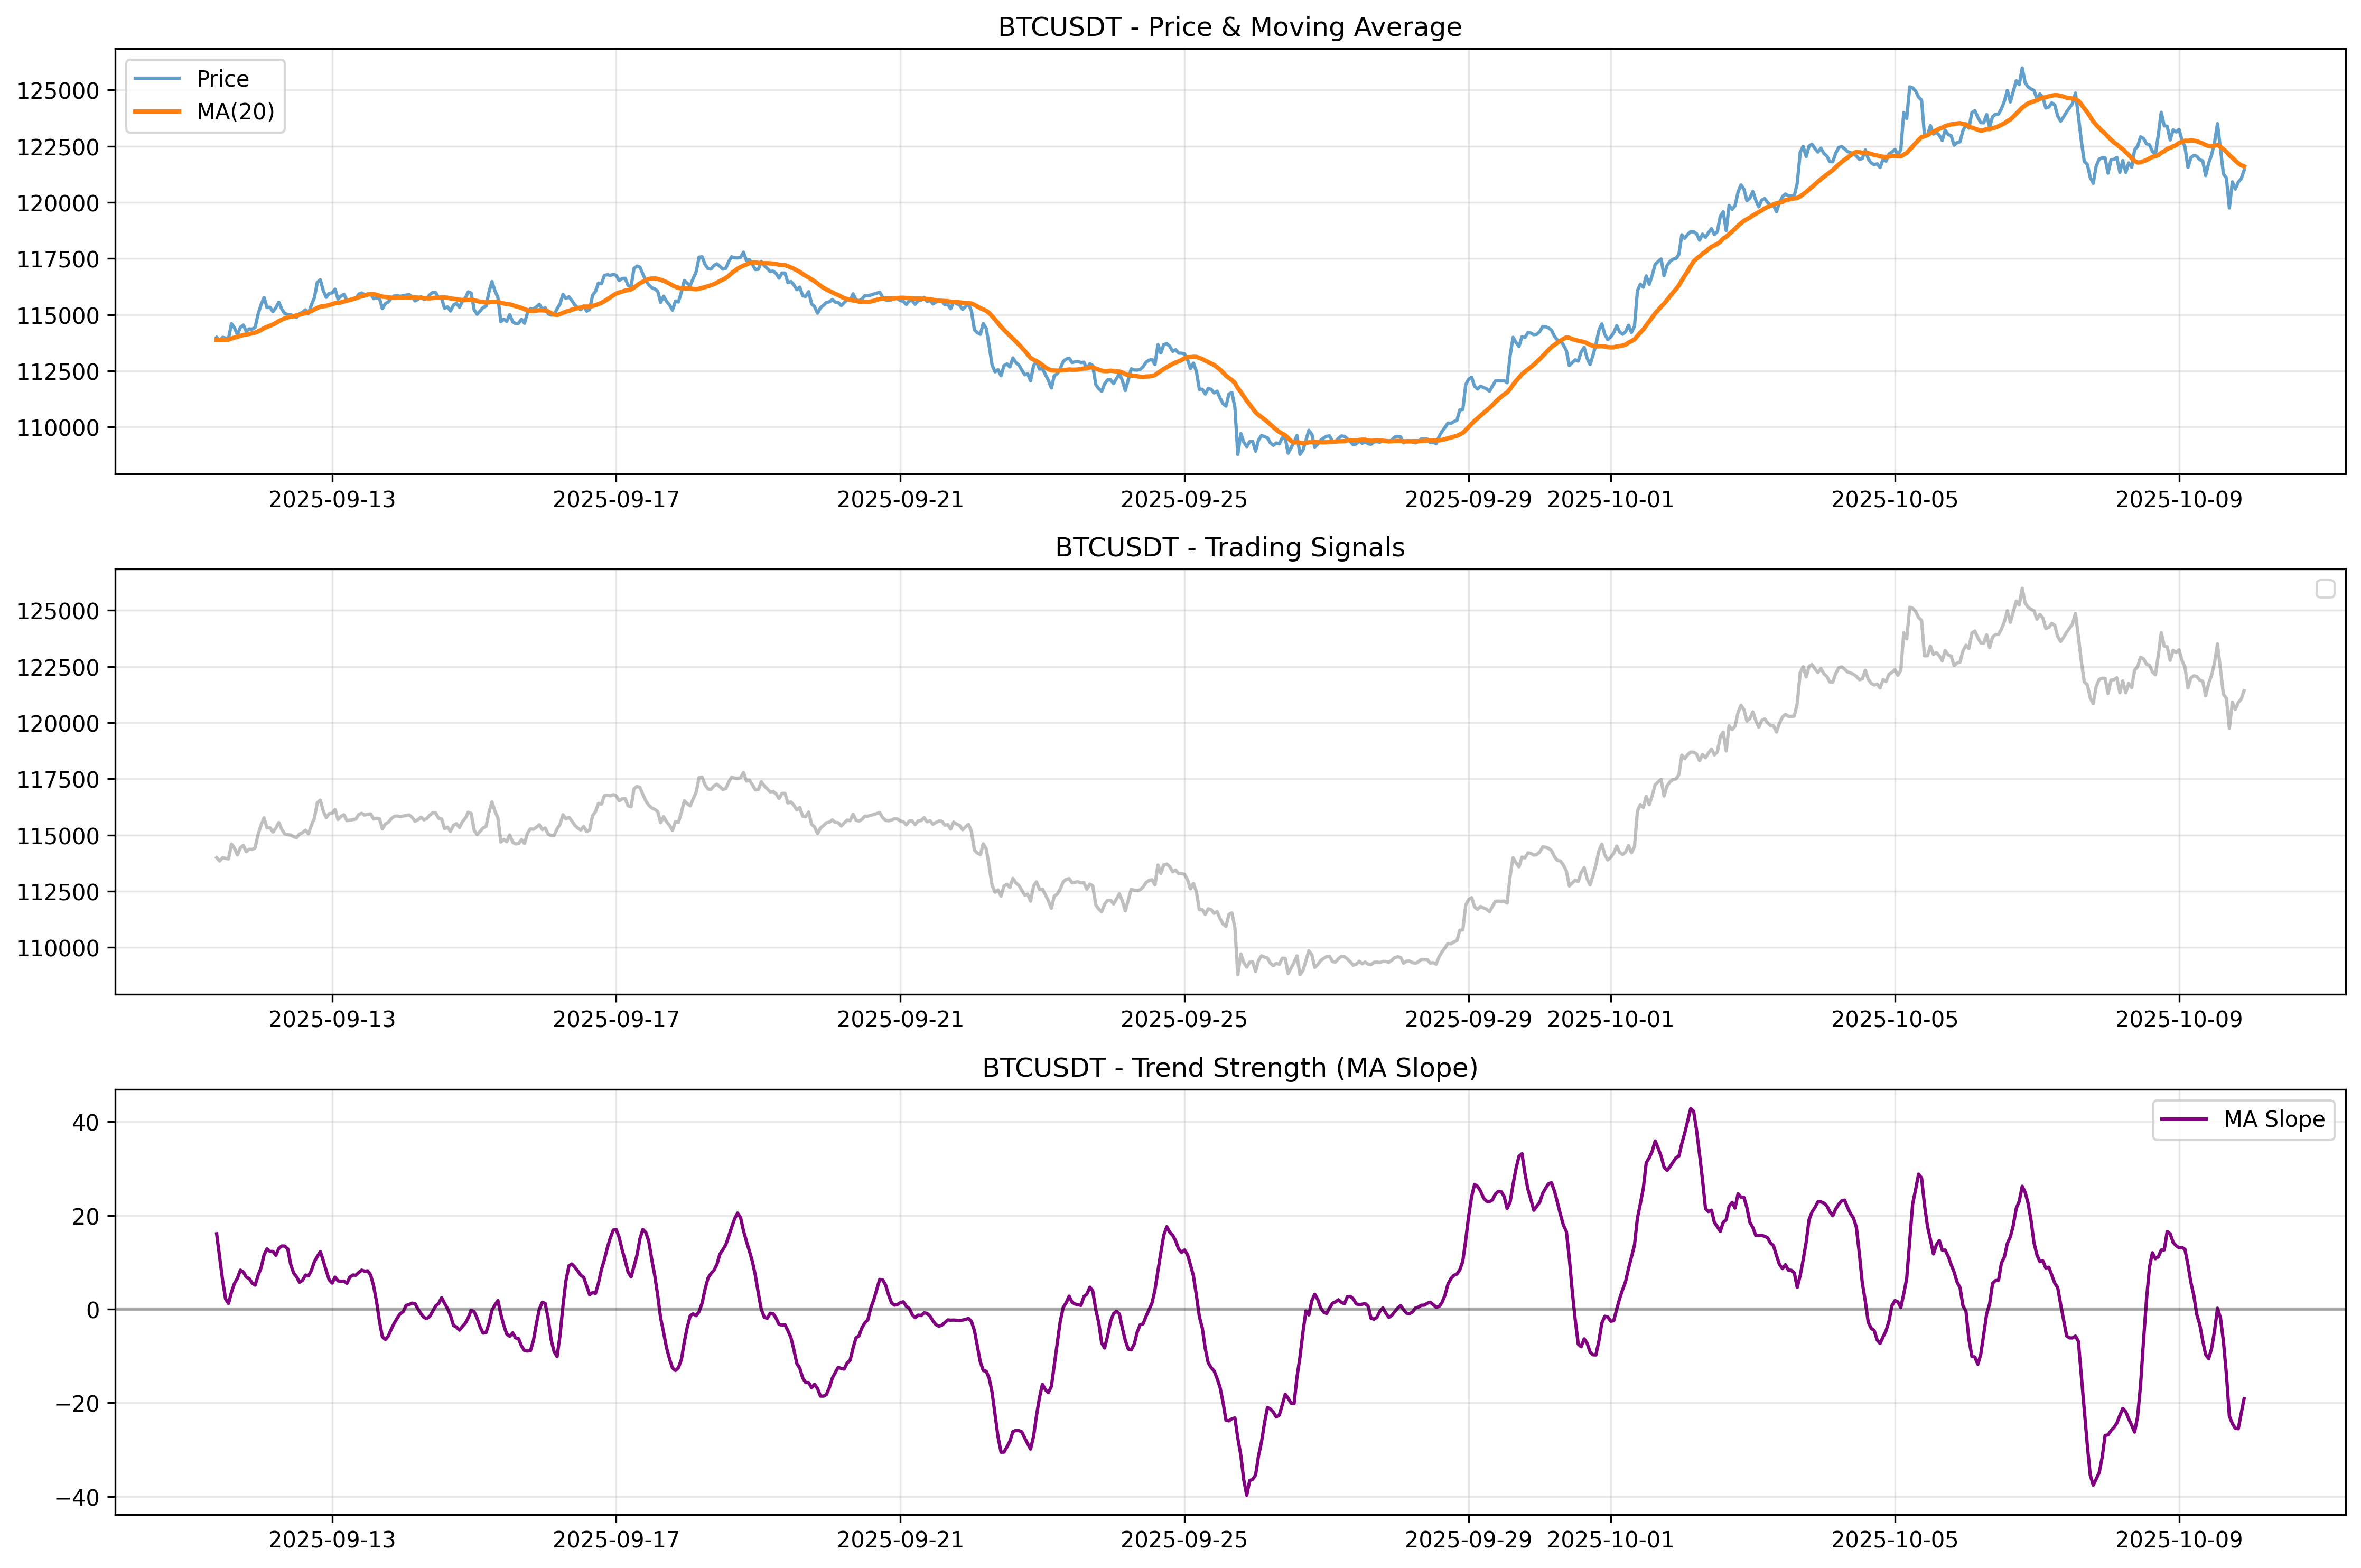 BTCUSDT - Price & Moving Average
Price
MA(20)
125000
122500
120000
117500
115000
112500
110000
2025-09-13 2025-09-17 2025-09-21 2025-09-25 2025-09-29 2025-10-01 2025-10-05 2025-10-09
BTCUSDT - Trading Signals
125000
122500
120000
117500
115000
112500
110000
2025-09-13 2025-09-17 2025-09-21 2025-09-25 2025-09-29 2025-10-01 2025-10-05 2025-10-09
BTCUSDT - Trend Strength (MA Slope)
MA Slope
40
20
0
−20
−40
2025-09-13 2025-09-17 2025-09-21 2025-09-25 2025-09-29 2025-10-01 2025-10-05 2025-10-09